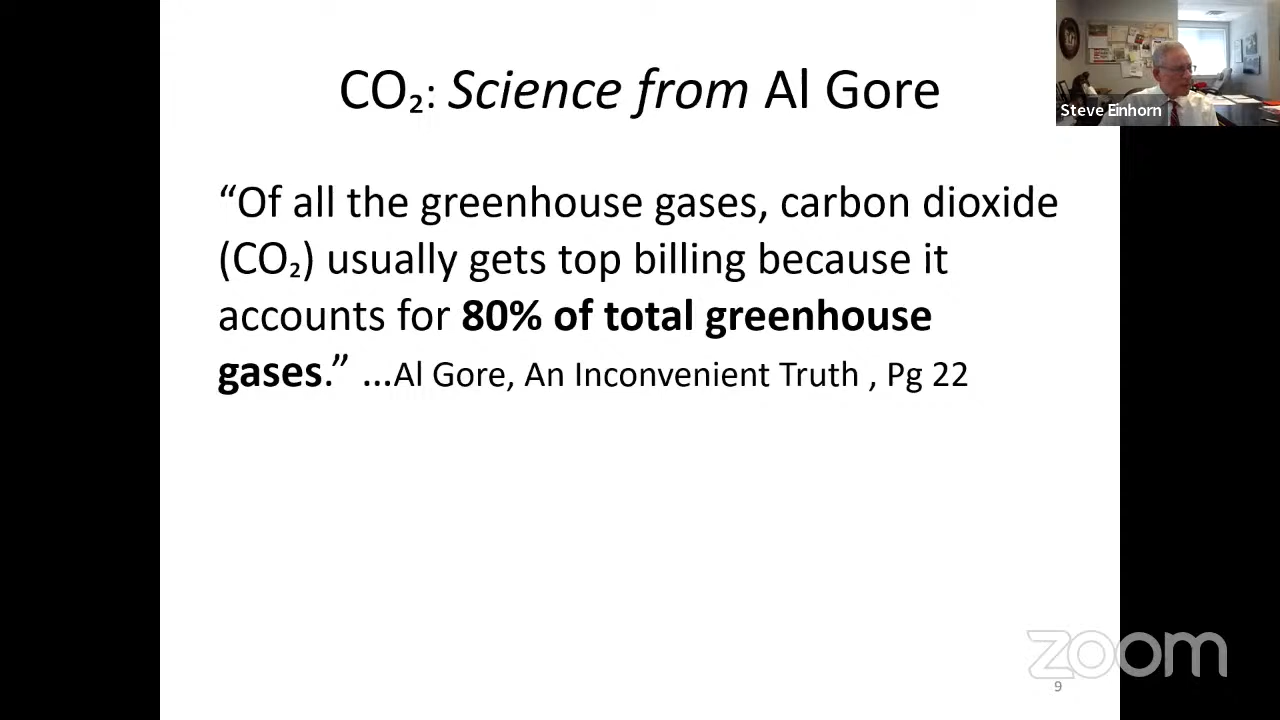 CO₂: Science from Al Gore
Steve Einhorn
“Of all the greenhouse gases, carbon dioxide
(CO₂) usually gets top billing because it
accounts for 80% of total greenhouse
gases.” ...Al Gore, An Inconvenient Truth , Pg 22
zoom
9